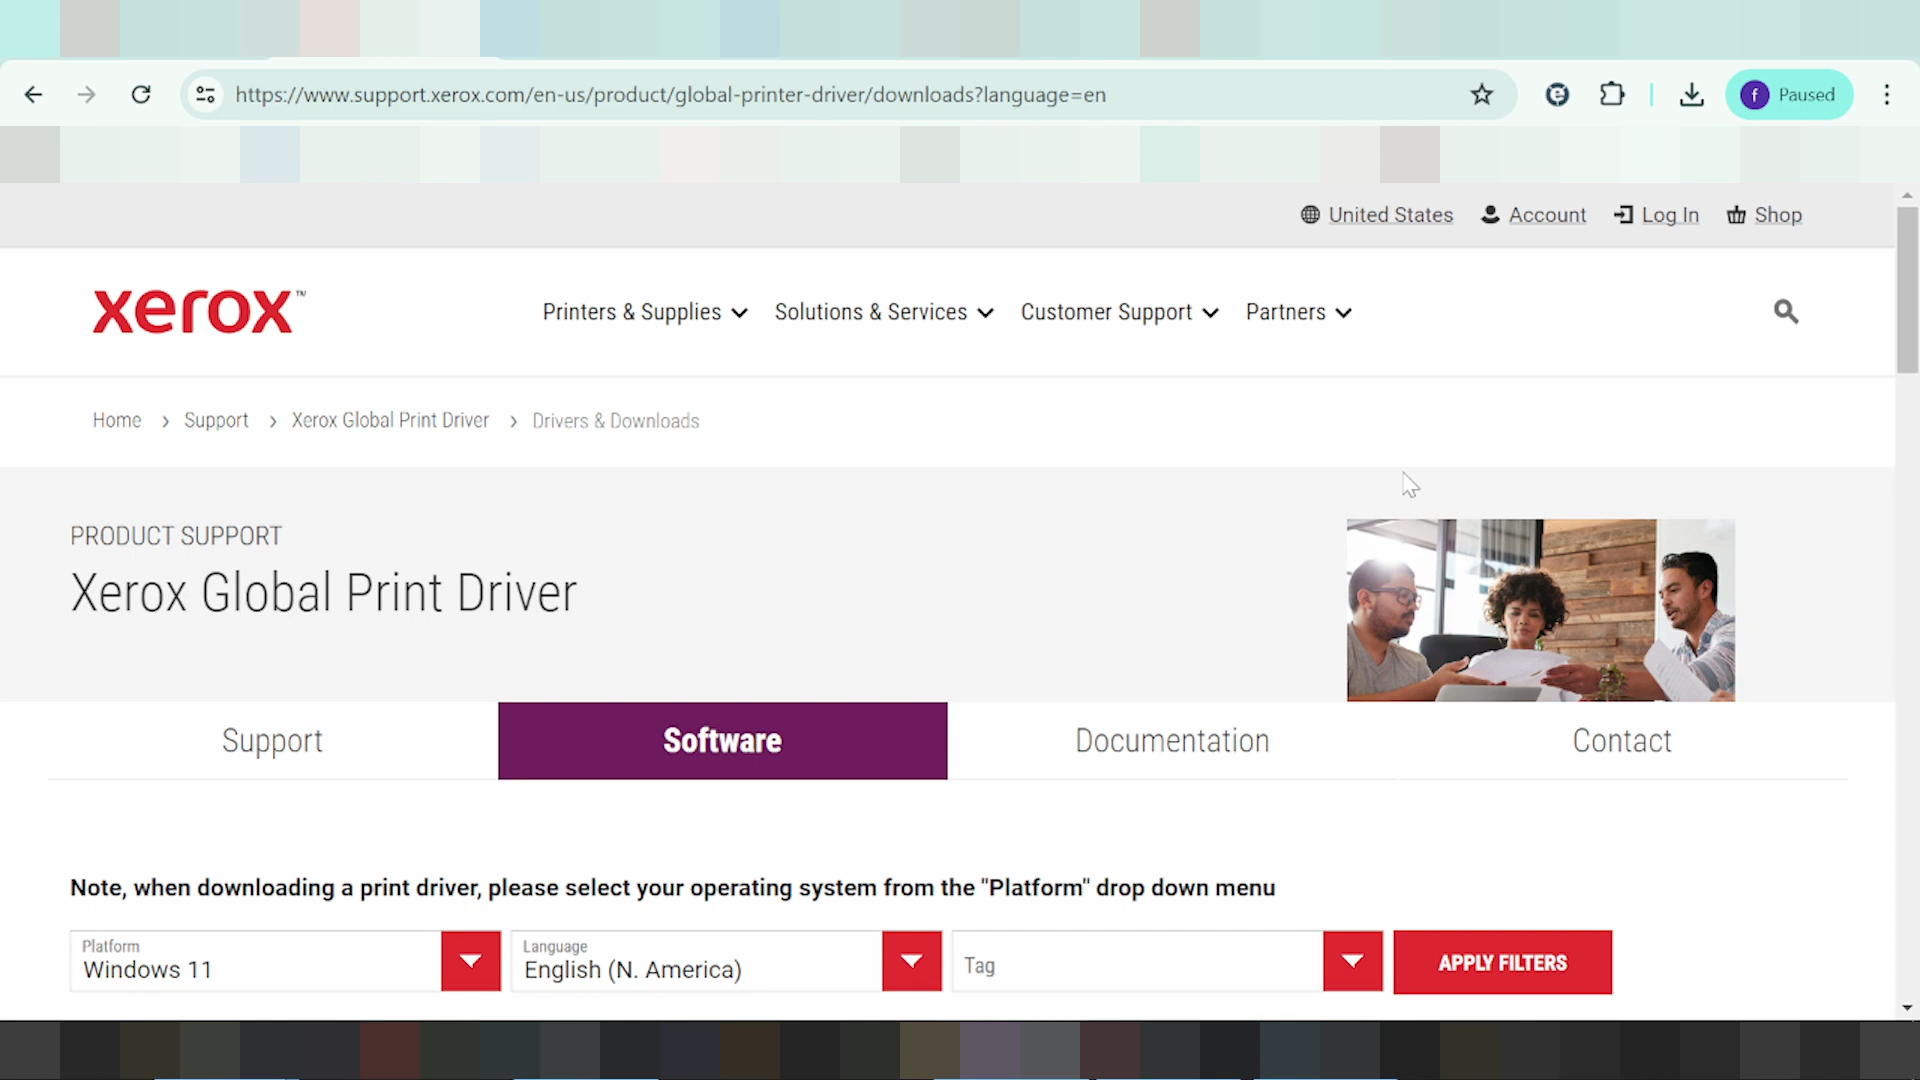 https://www.support.xerox.com/en-us/product/global-printer-driver/downloads?language=en
f Paused
United States Account Log In Shop
xerox™
Printers & Supplies Solutions & Services Customer Support Partners
Home > Support > Xerox Global Print Driver > Drivers & Downloads
PRODUCT SUPPORT
Xerox Global Print Driver
Support Software Documentation Contact
Note, when downloading a print driver, please select your operating system from the "Platform" drop down menu
Platform
Windows 11
Language
English (N. America)
Tag
APPLY FILTERS